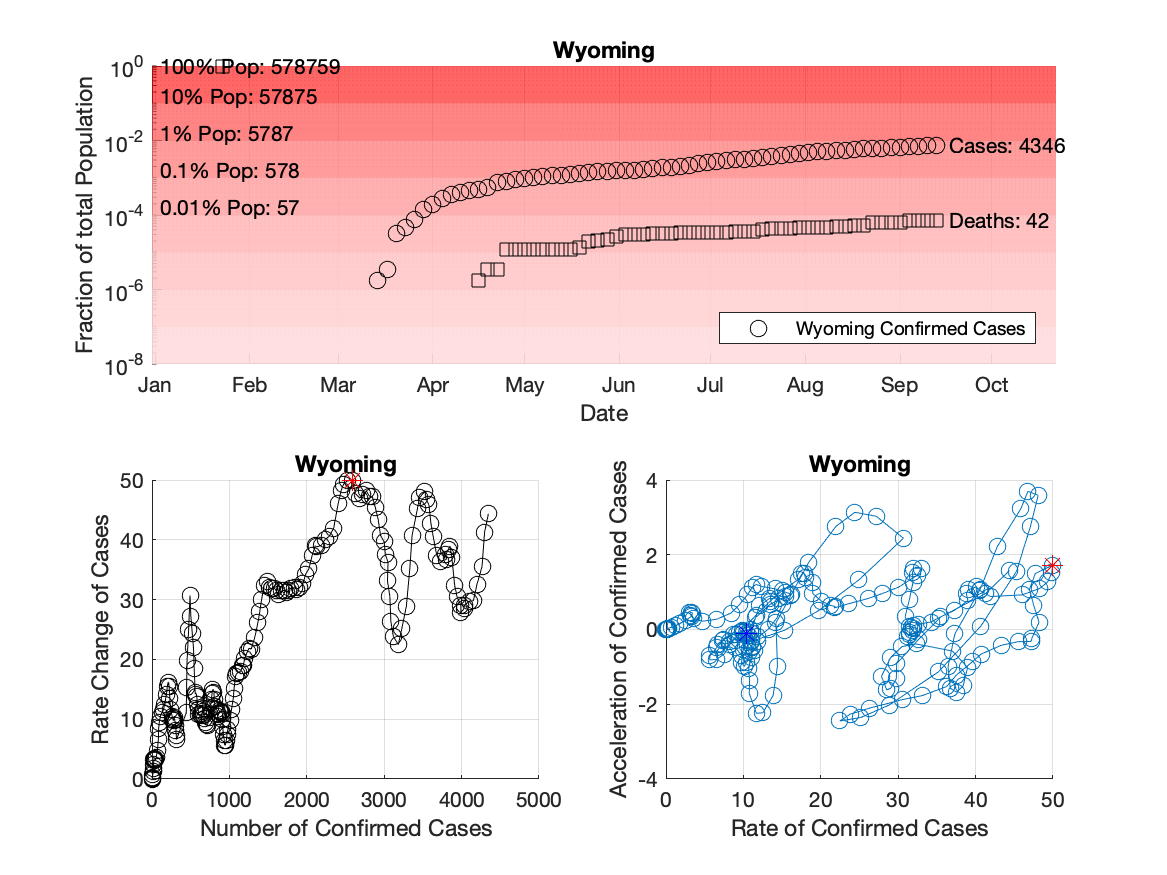 Wyoming
Fraction of total Population
10^0
10^-2
10^-4
10^-6
10^-8
100% Pop: 578759
10% Pop: 57875
1% Pop: 5787
0.1% Pop: 578
0.01% Pop: 57
Cases: 4346
Deaths: 42
Wyoming Confirmed Cases
Jan Feb Mar Apr May Jun Jul Aug Sep Oct
Date
Wyoming
Rate Change of Cases
50
40
30
20
10
0
0 1000 2000 3000 4000 5000
Number of Confirmed Cases
Wyoming
Acceleration of Confirmed Cases
4
2
0
-2
-4
0 10 20 30 40 50
Rate of Confirmed Cases